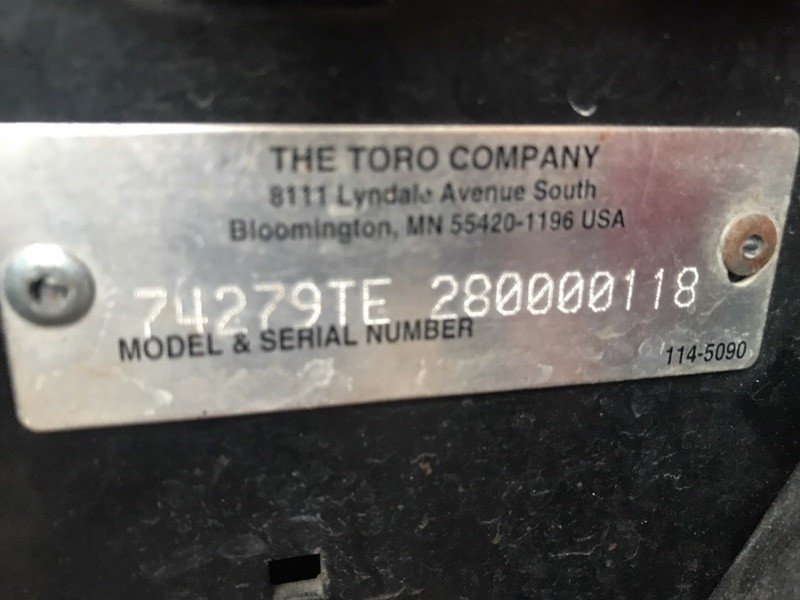 THE TORO COMPANY
8111 Lyndale Avenue South
Bloomington, MN 55420-1196 USA
74279TE 280000118
MODEL & SERIAL NUMBER
114-5090